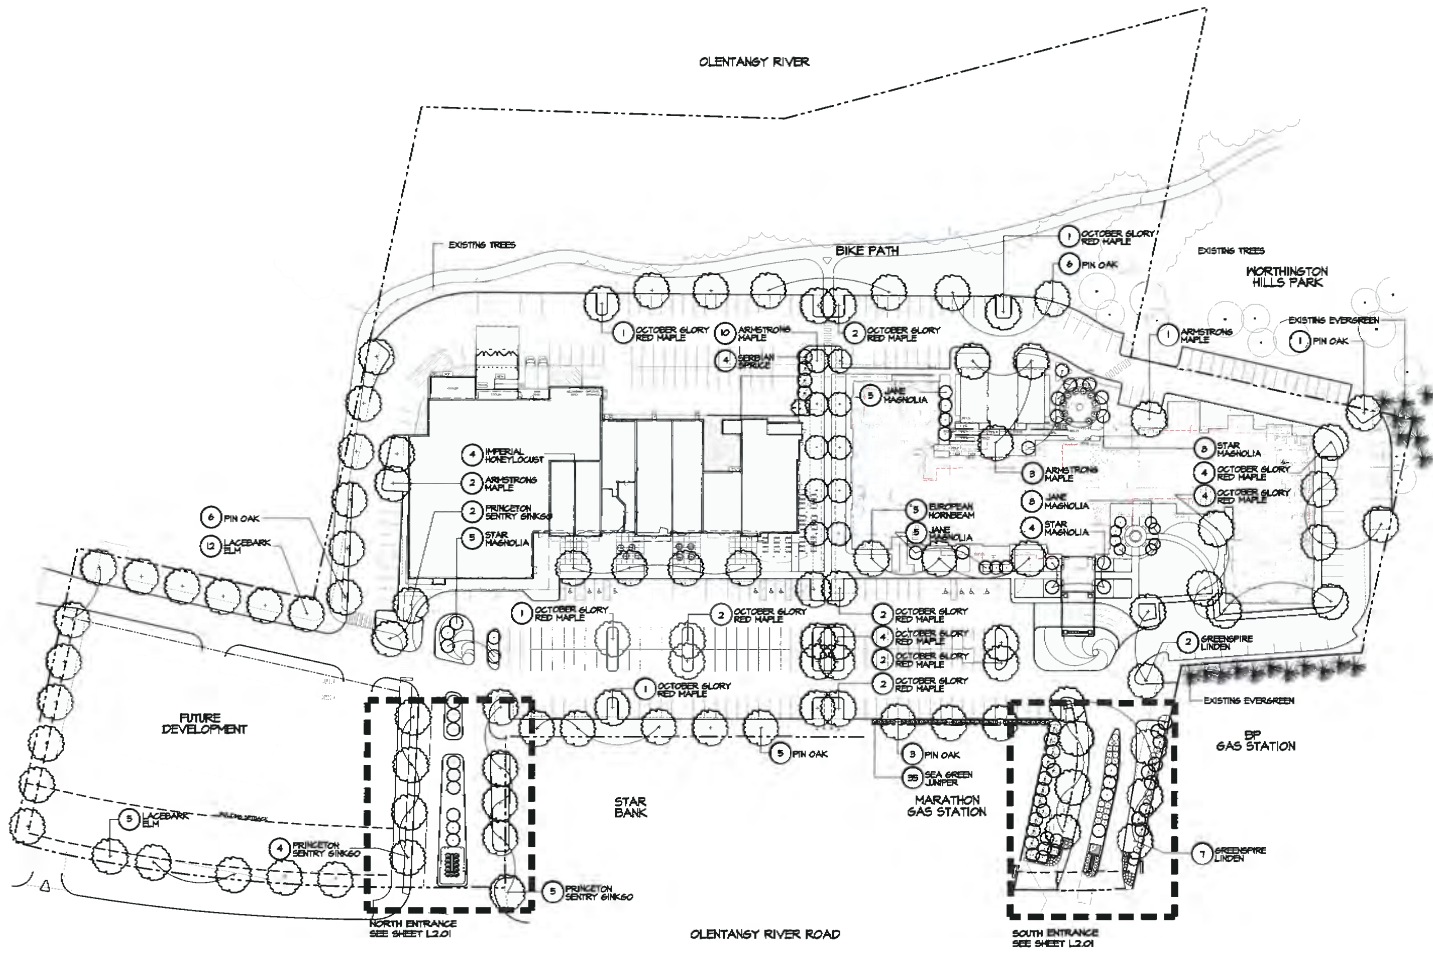 OLENTANGY RIVER
EXISTING TREES
BIKE PATH
1 OCTOBER GLORY
RED MAPLE
6 PIN OAK
EXISTING TREES
WORTHINGTON
HILLS PARK
1 OCTOBER GLORY
RED MAPLE
10 ARMSTRONG
MAPLE
2 OCTOBER GLORY
RED MAPLE
1 ARMSTRONG
MAPLE
EXISTING EVERGREEN
1 PIN OAK
4 SERBIAN
SPRUCE
5 JANE
MAGNOLIA
4 IMPERIAL
HONEYLOCUST
8 STAR
MAGNOLIA
2 ARMSTRONG
MAPLE
3 ARMSTRONG
MAPLE
4 OCTOBER GLORY
RED MAPLE
4 OCTOBER GLORY
RED MAPLE
2 PRINCETON
SENTRY GINKGO
5 EUROPEAN
HORNBEAM
8 JANE
MAGNOLIA
6 PIN OAK
5 STAR
MAGNOLIA
5 JANE
MAGNOLIA
4 STAR
MAGNOLIA
12 LACEBARK
ELM
1 OCTOBER GLORY
RED MAPLE
2 OCTOBER GLORY
RED MAPLE
2 OCTOBER GLORY
RED MAPLE
4 OCTOBER GLORY
RED MAPLE
2 OCTOBER GLORY
RED MAPLE
2 GREENSPIRE
LINDEN
1 OCTOBER GLORY
RED MAPLE
2 OCTOBER GLORY
RED MAPLE
EXISTING EVERGREEN
FUTURE
DEVELOPMENT
BP
GAS STATION
5 PIN OAK
3 PIN OAK
35 SEA GREEN
JUNIPER
STAR
BANK
MARATHON
GAS STATION
5 LACEBARK
ELM
4 PRINCETON
SENTRY GINKGO
7 GREENSPIRE
LINDEN
5 PRINCETON
SENTRY GINKGO
NORTH ENTRANCE
SEE SHEET L2.01
OLENTANGY RIVER ROAD
SOUTH ENTRANCE
SEE SHEET L2.01